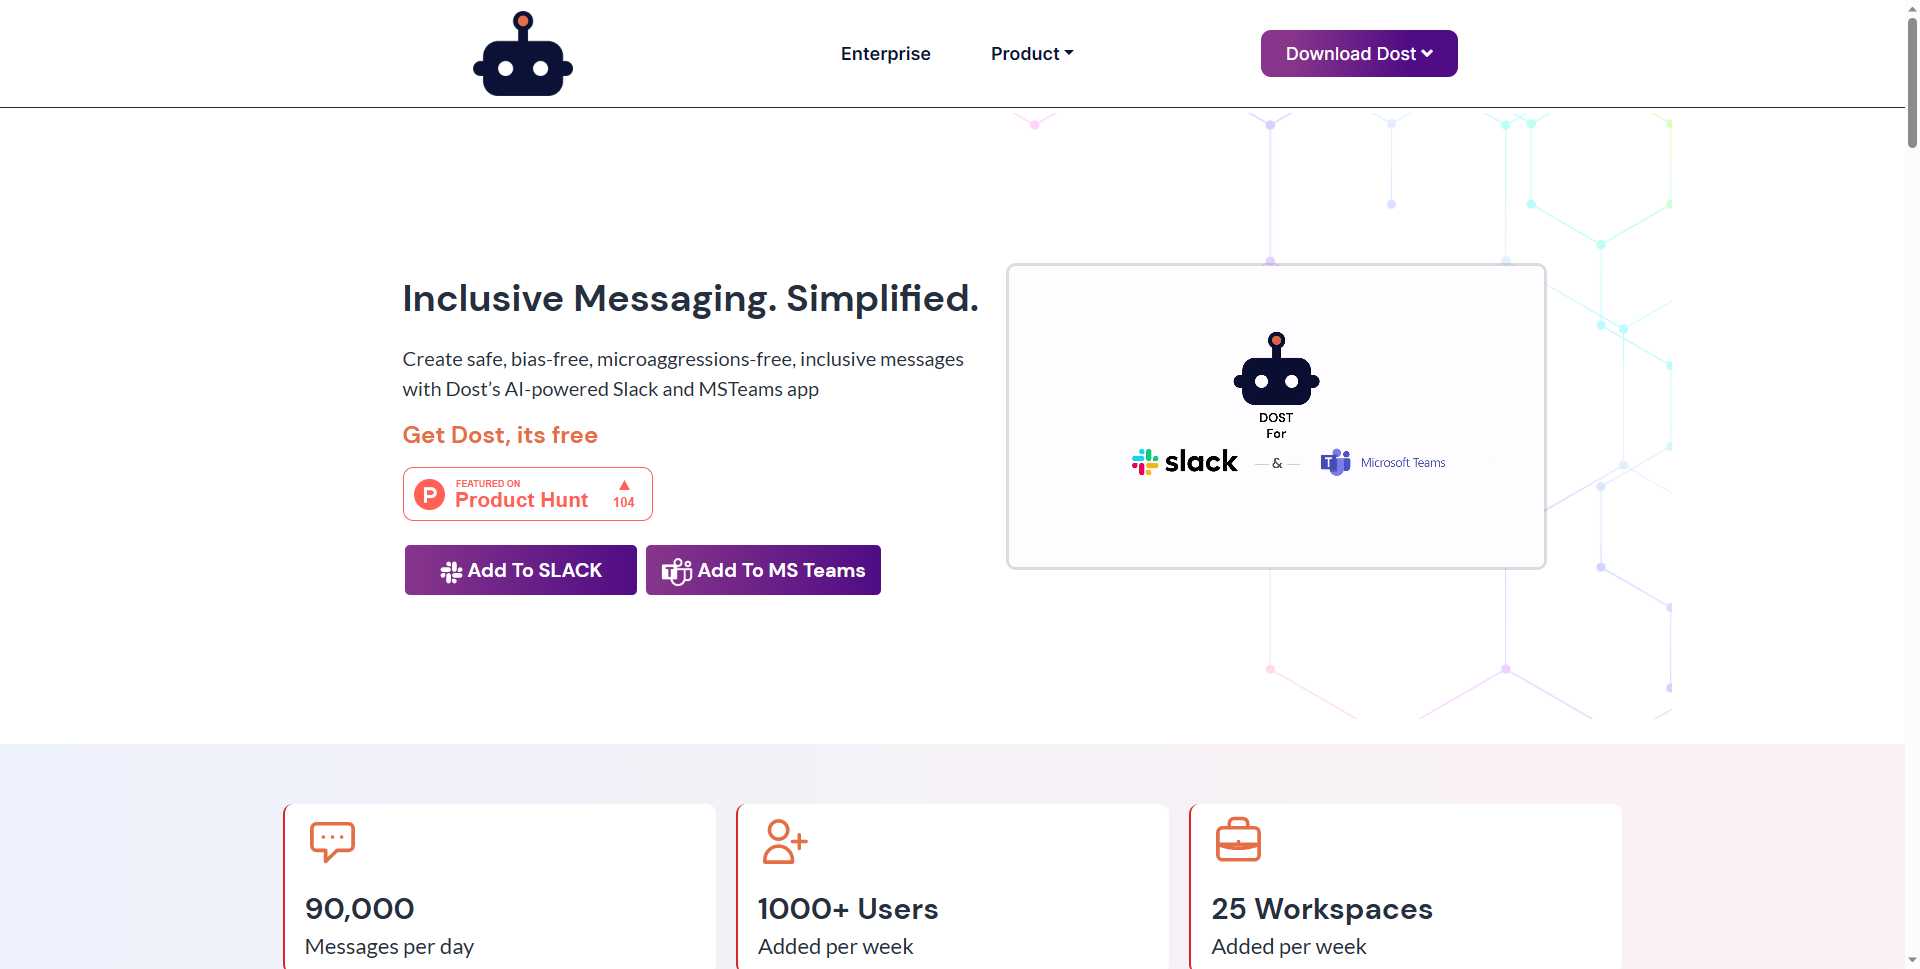 Enterprise
Product
Download Dost
Inclusive Messaging. Simplified.
Create safe, bias-free, microaggressions-free, inclusive messages
with Dost’s AI-powered Slack and MSTeams app
Get Dost, its free
FEATURED ON
Product Hunt
104
Add To SLACK
Add To MS Teams
DOST
For
slack
&
Microsoft Teams
90,000
Messages per day
1000+ Users
Added per week
25 Workspaces
Added per week